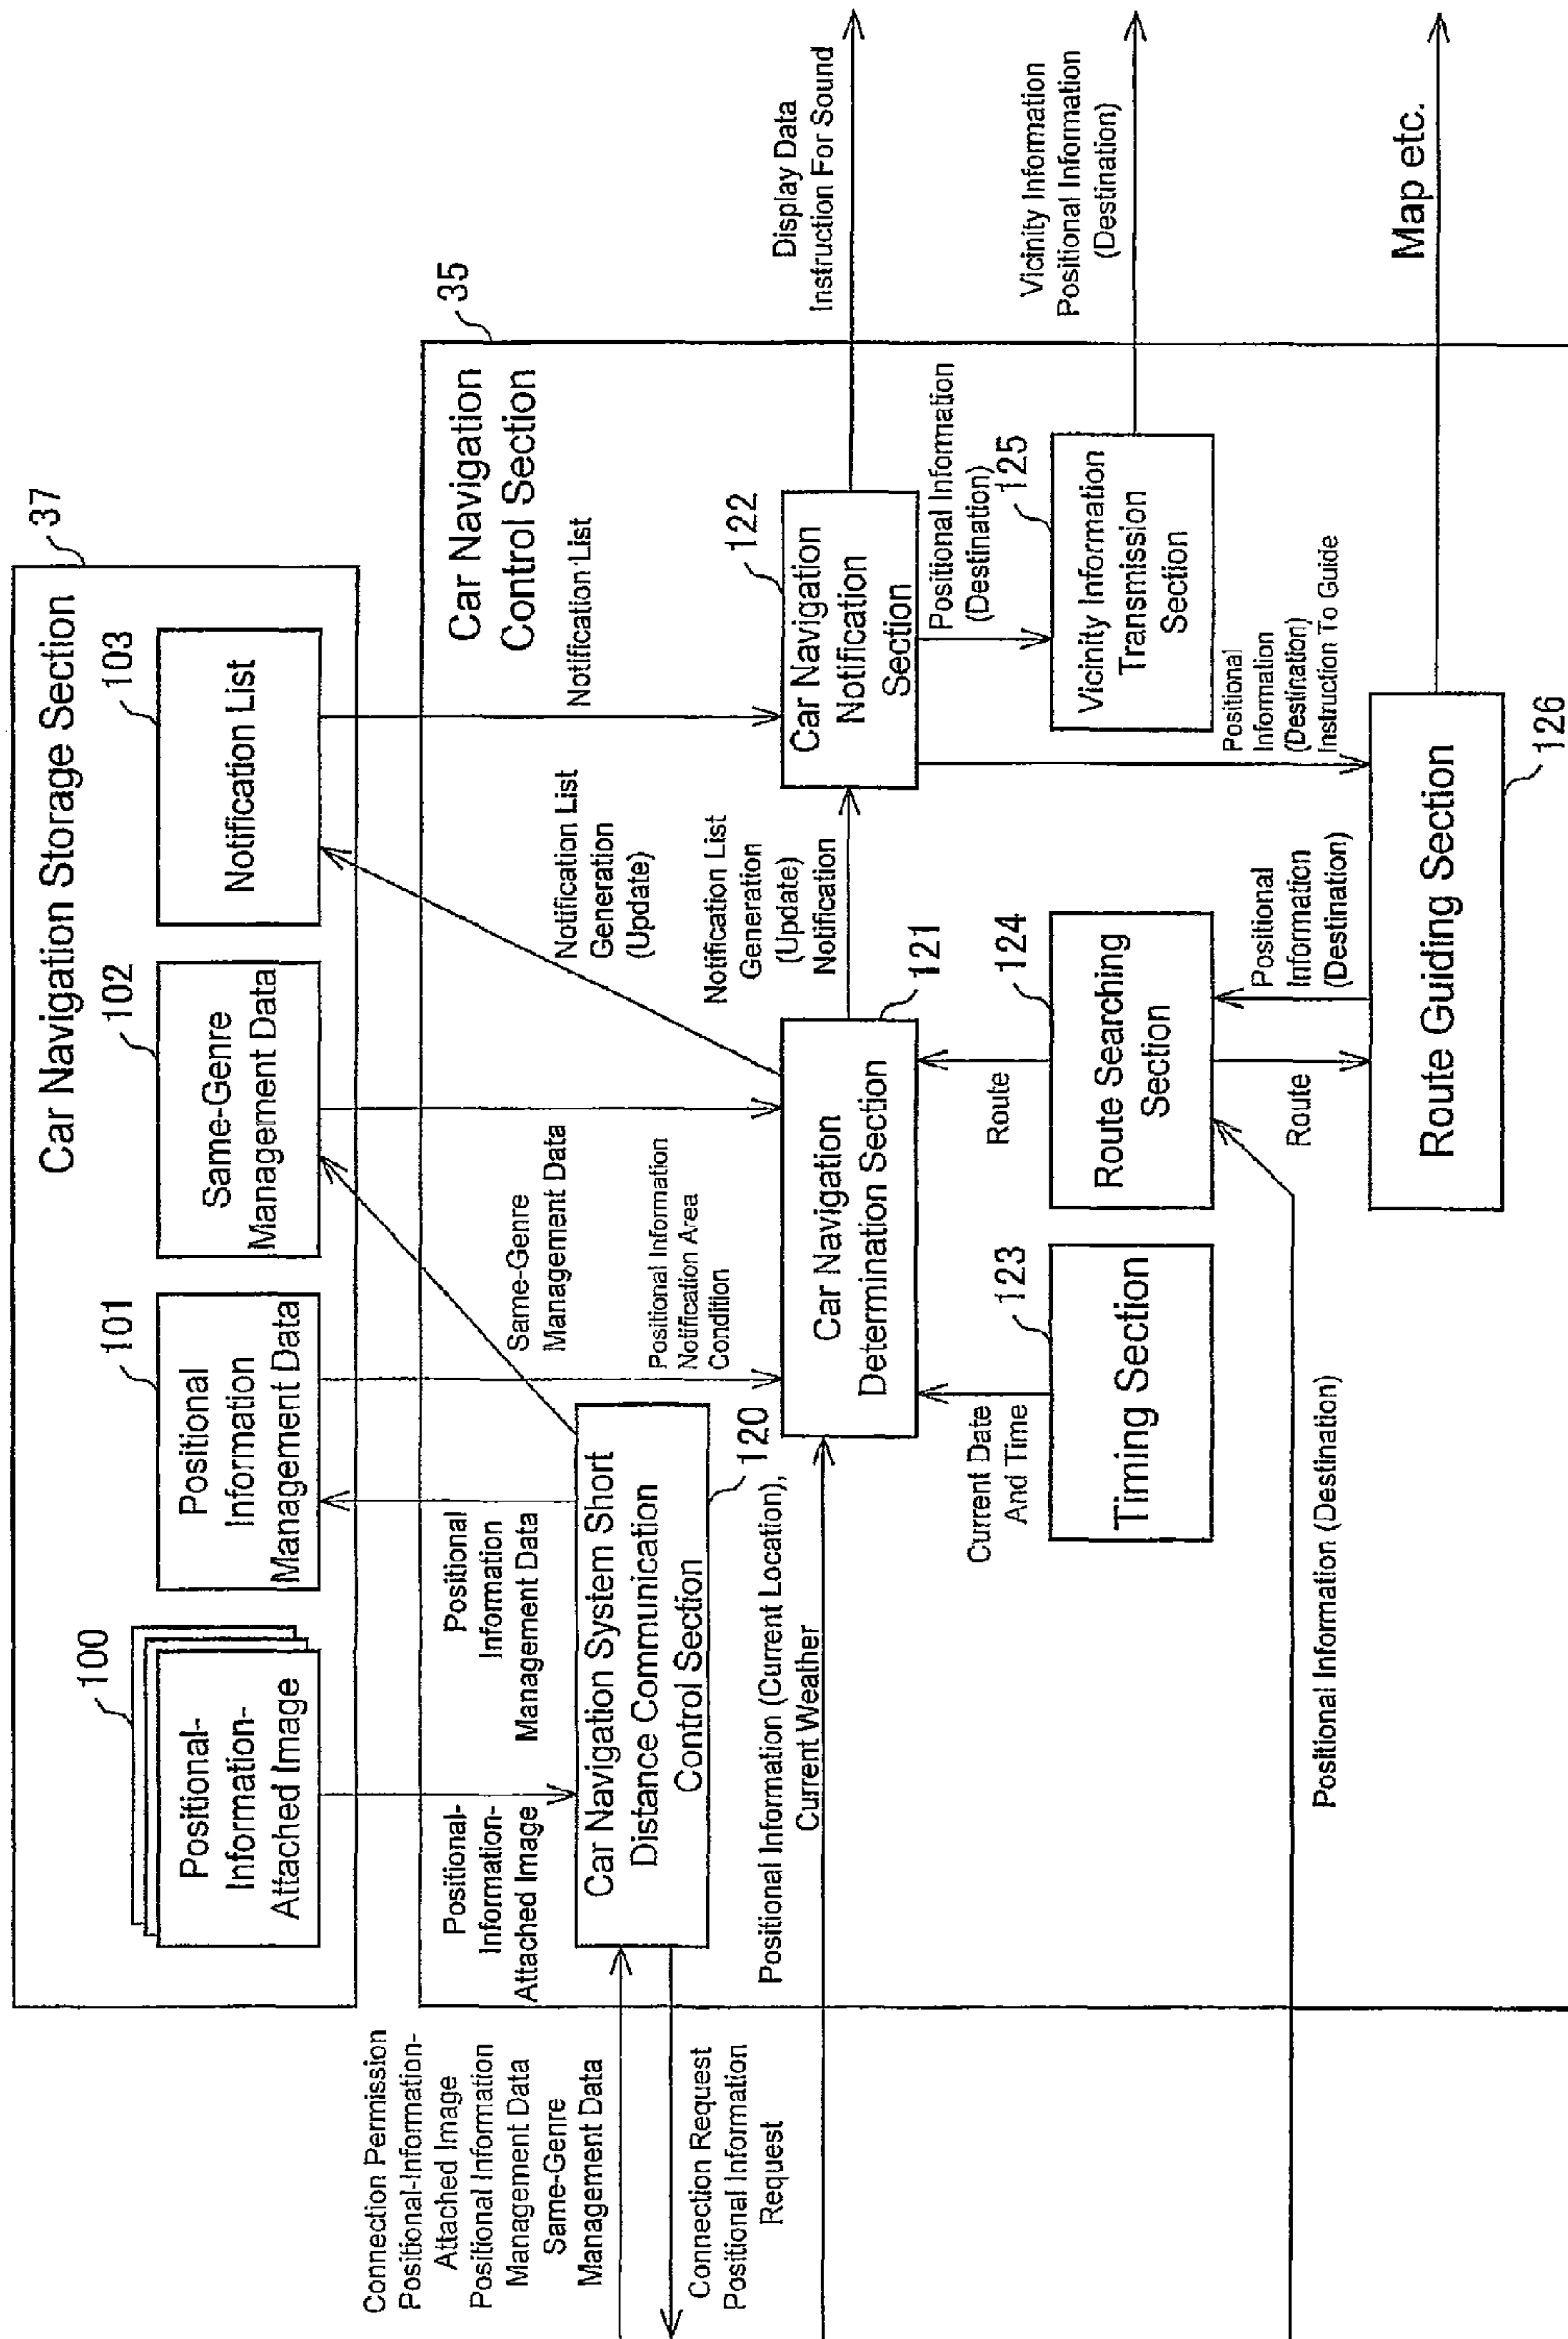 Car Navigation Storage Section
37
100
Positional-
Information-
Attached Image
101
Positional
Information
Management Data
102
Same-Genre
Management Data
103
Notification List
35
Car Navigation
Control Section
Connection Permission
Positional-Information-
Attached Image
Positional Information
Management Data
Same-Genre
Management Data
Connection Request
Positional Information
Request
Positional-
Information-
Attached Image
Positional
Information
Management Data
Car Navigation System Short
Distance Communication
Control Section
120
Same-Genre
Management Data
Positional Information
Notification Area
Condition
Notification List
Generation
(Update)
Notification List
Positional Information (Current Location),
Current Weather
Car Navigation
Determination Section
121
Notification List
Generation
(Update)
Notification
Car Navigation
Notification
Section
122
Display Data
Instruction For Sound
Current Date
And Time
Timing Section
123
Route
Route Searching
Section
124
Positional Information
(Destination)
Vicinity Information
Transmission
Section
125
Vicinity Information
Positional Information
(Destination)
Positional Information (Destination)
Route
Positional
Information
(Destination)
Positional
Information
(Destination)
Instruction To Guide
Route Guiding Section
126
Map etc.